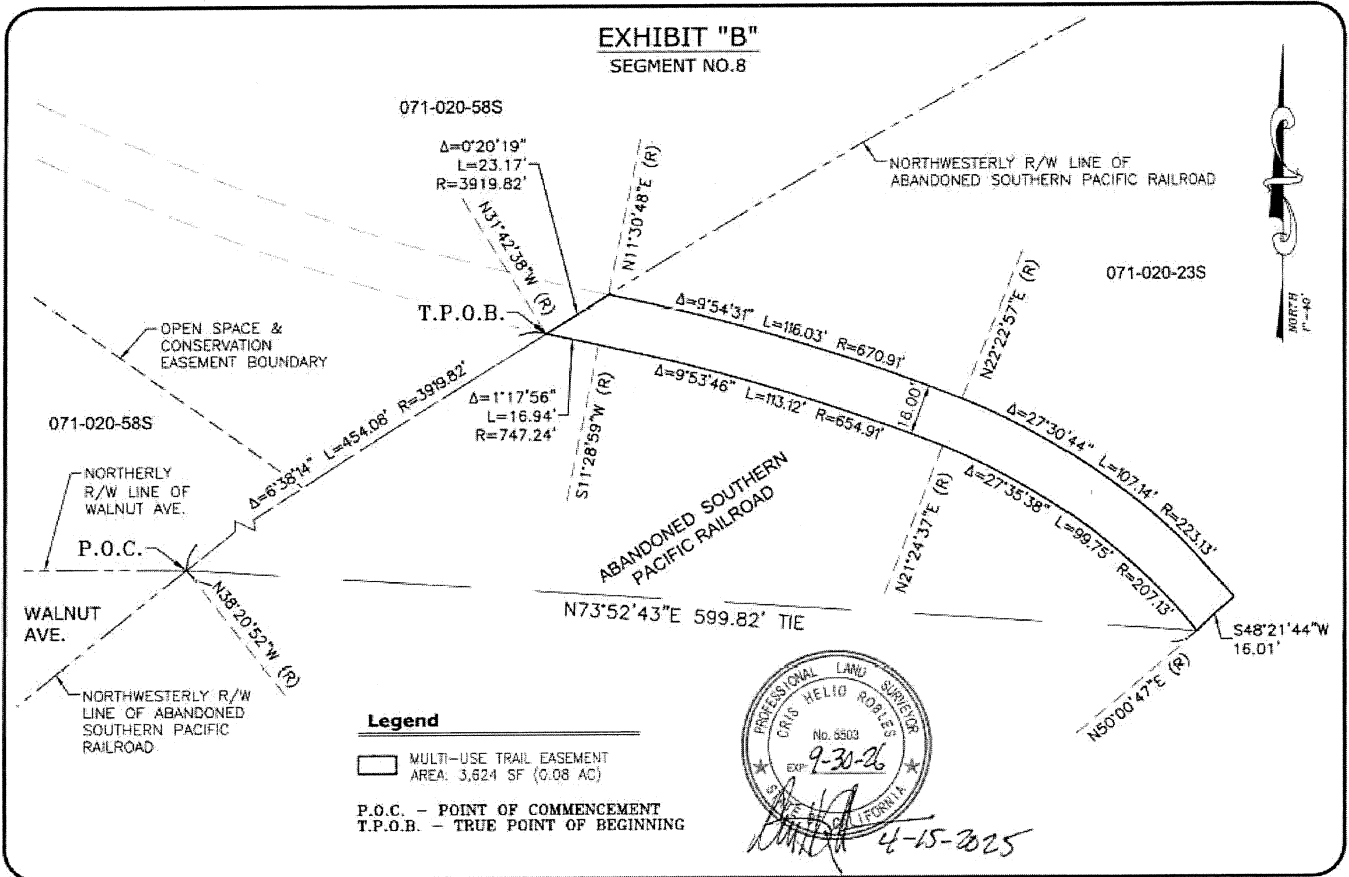 EXHIBIT "B"
SEGMENT NO.8
071-020-58S
Δ=0°20'19"
L=23.17'
R=3919.82'
N31°42'38"W (R)
N11°30'48"E (R)
NORTHWESTERLY R/W LINE OF
ABANDONED SOUTHERN PACIFIC RAILROAD
NORTH
1"=40'
071-020-23S
T.P.O.B.
OPEN SPACE &
CONSERVATION
EASEMENT BOUNDARY
Δ=9°54'31" L=116.03' R=670.91'
N22°22'57"E (R)
Δ=6°38'14" L=454.08' R=3919.82'
Δ=1°17'56"
L=16.94'
R=747.24'
S11°28'59"W (R)
Δ=9°53'46" L=113.12' R=654.91'
18.00'
Δ=27°30'44" L=107.14' R=223.13'
071-020-58S
NORTHERLY
R/W LINE OF
WALNUT AVE.
P.O.C.
ABANDONED SOUTHERN
PACIFIC RAILROAD
N21°24'37"E (R)
Δ=27°35'38" L=99.75' R=207.13'
WALNUT
AVE.
N38°20'52"W (R)
N73°52'43"E 599.82' TIE
S48°21'44"W
16.01'
N50°00'47"E (R)
NORTHWESTERLY R/W
LINE OF ABANDONED
SOUTHERN PACIFIC
RAILROAD
Legend
MULTI-USE TRAIL EASEMENT
AREA: 3,624 SF (0.08 AC)
P.O.C. - POINT OF COMMENCEMENT
T.P.O.B. - TRUE POINT OF BEGINNING
PROFESSIONAL LAND SURVEYOR
CRIS HELIO ROBLES
No. 5503
EXP. 9-30-26
STATE OF CALIFORNIA
4-15-2025